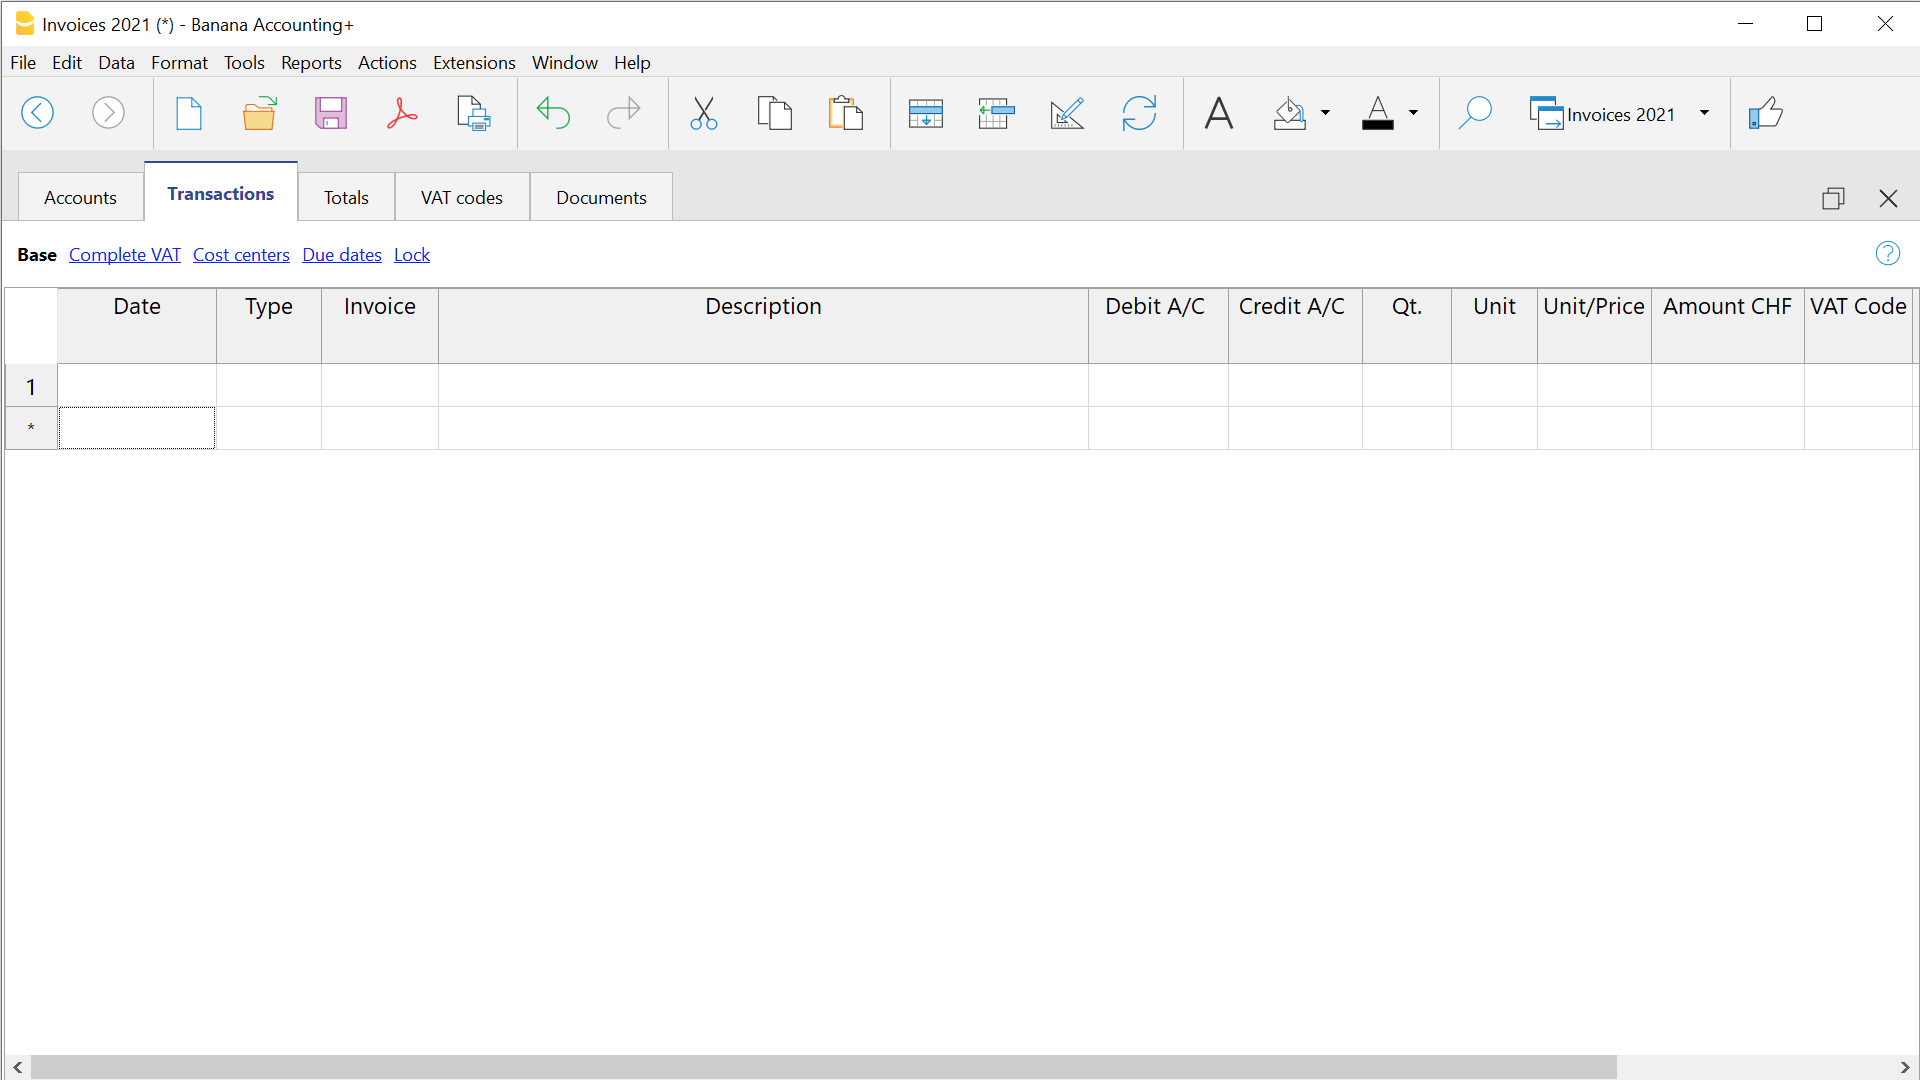 Invoices 2021 (*) - Banana Accounting+
File Edit Data Format Tools Reports Actions Extensions Window Help
Invoices 2021
Accounts Transactions Totals VAT codes Documents
Base Complete VAT Cost centers Due dates Lock
Date Type Invoice Description Debit A/C Credit A/C Qt. Unit Unit/Price Amount CHF VAT Code
1
*